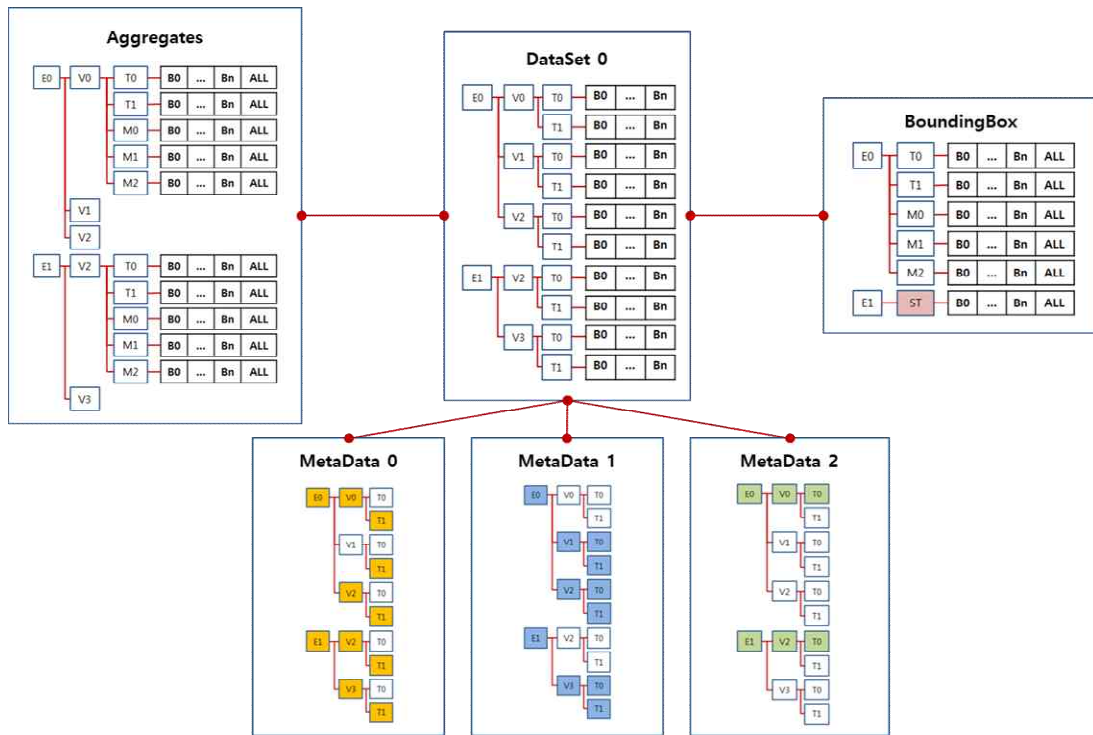 Aggregates
E0 V0 T0 B0 ... Bn ALL
T1 B0 ... Bn ALL
M0 B0 ... Bn ALL
M1 B0 ... Bn ALL
M2 B0 ... Bn ALL
V1
V2
E1 V2 T0 B0 ... Bn ALL
T1 B0 ... Bn ALL
M0 B0 ... Bn ALL
M1 B0 ... Bn ALL
M2 B0 ... Bn ALL
V3
DataSet 0
E0 V0 T0 B0 ... Bn
T1 B0 ... Bn
V1 T0 B0 ... Bn
T1 B0 ... Bn
V2 T0 B0 ... Bn
T1 B0 ... Bn
E1 V2 T0 B0 ... Bn
T1 B0 ... Bn
V3 T0 B0 ... Bn
T1 B0 ... Bn
BoundingBox
E0 T0 B0 ... Bn ALL
T1 B0 ... Bn ALL
M0 B0 ... Bn ALL
M1 B0 ... Bn ALL
M2 B0 ... Bn ALL
E1 ST B0 ... Bn ALL
MetaData 0
E0 V0 T0
T1
V1 T0
T1
V2 T0
T1
E1 V2 T0
T1
V3 T0
T1
MetaData 1
E0 V0 T0
T1
V1 T0
T1
V2 T0
T1
E1 V2 T0
T1
V3 T0
T1
MetaData 2
E0 V0 T0
T1
V1 T0
T1
V2 T0
T1
E1 V2 T0
T1
V3 T0
T1